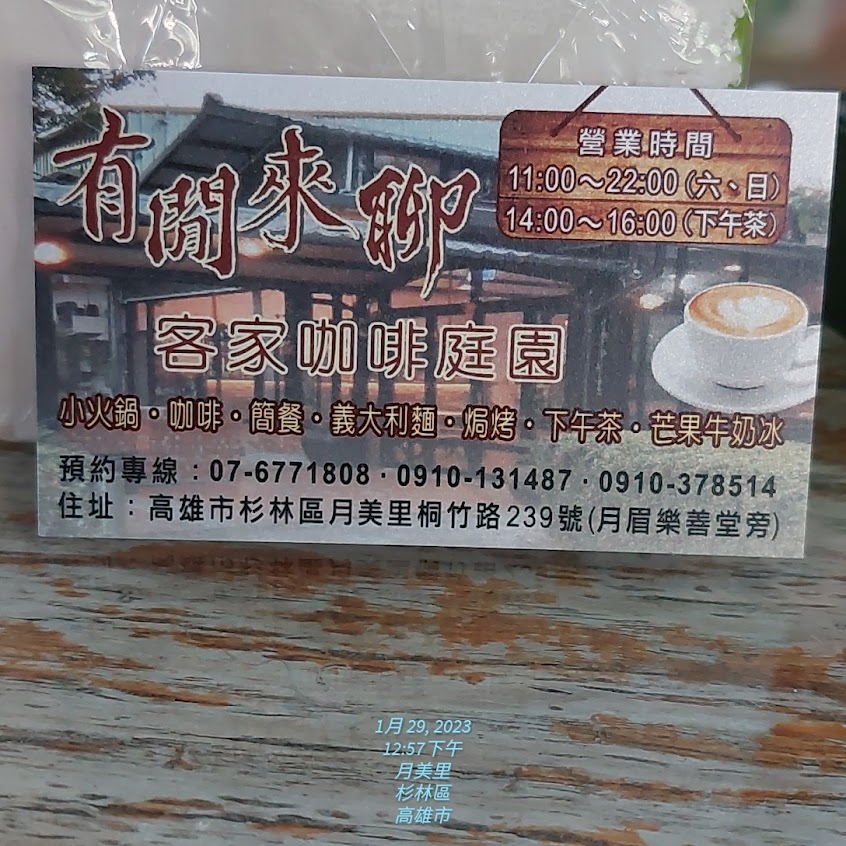 有閒來聊
營業時間
11:00～22:00(六、日)
14:00～16:00(下午茶)
客家咖啡庭園
小火鍋・咖啡・簡餐・義大利麵・焗烤・下午茶・芒果牛奶冰
預約專線：07-6771808・0910-131487・0910-378514
住址：高雄市杉林區月美里桐竹路239號(月眉樂善堂旁)
1月 29, 2023
12:57下午
月美里
杉林區
高雄市